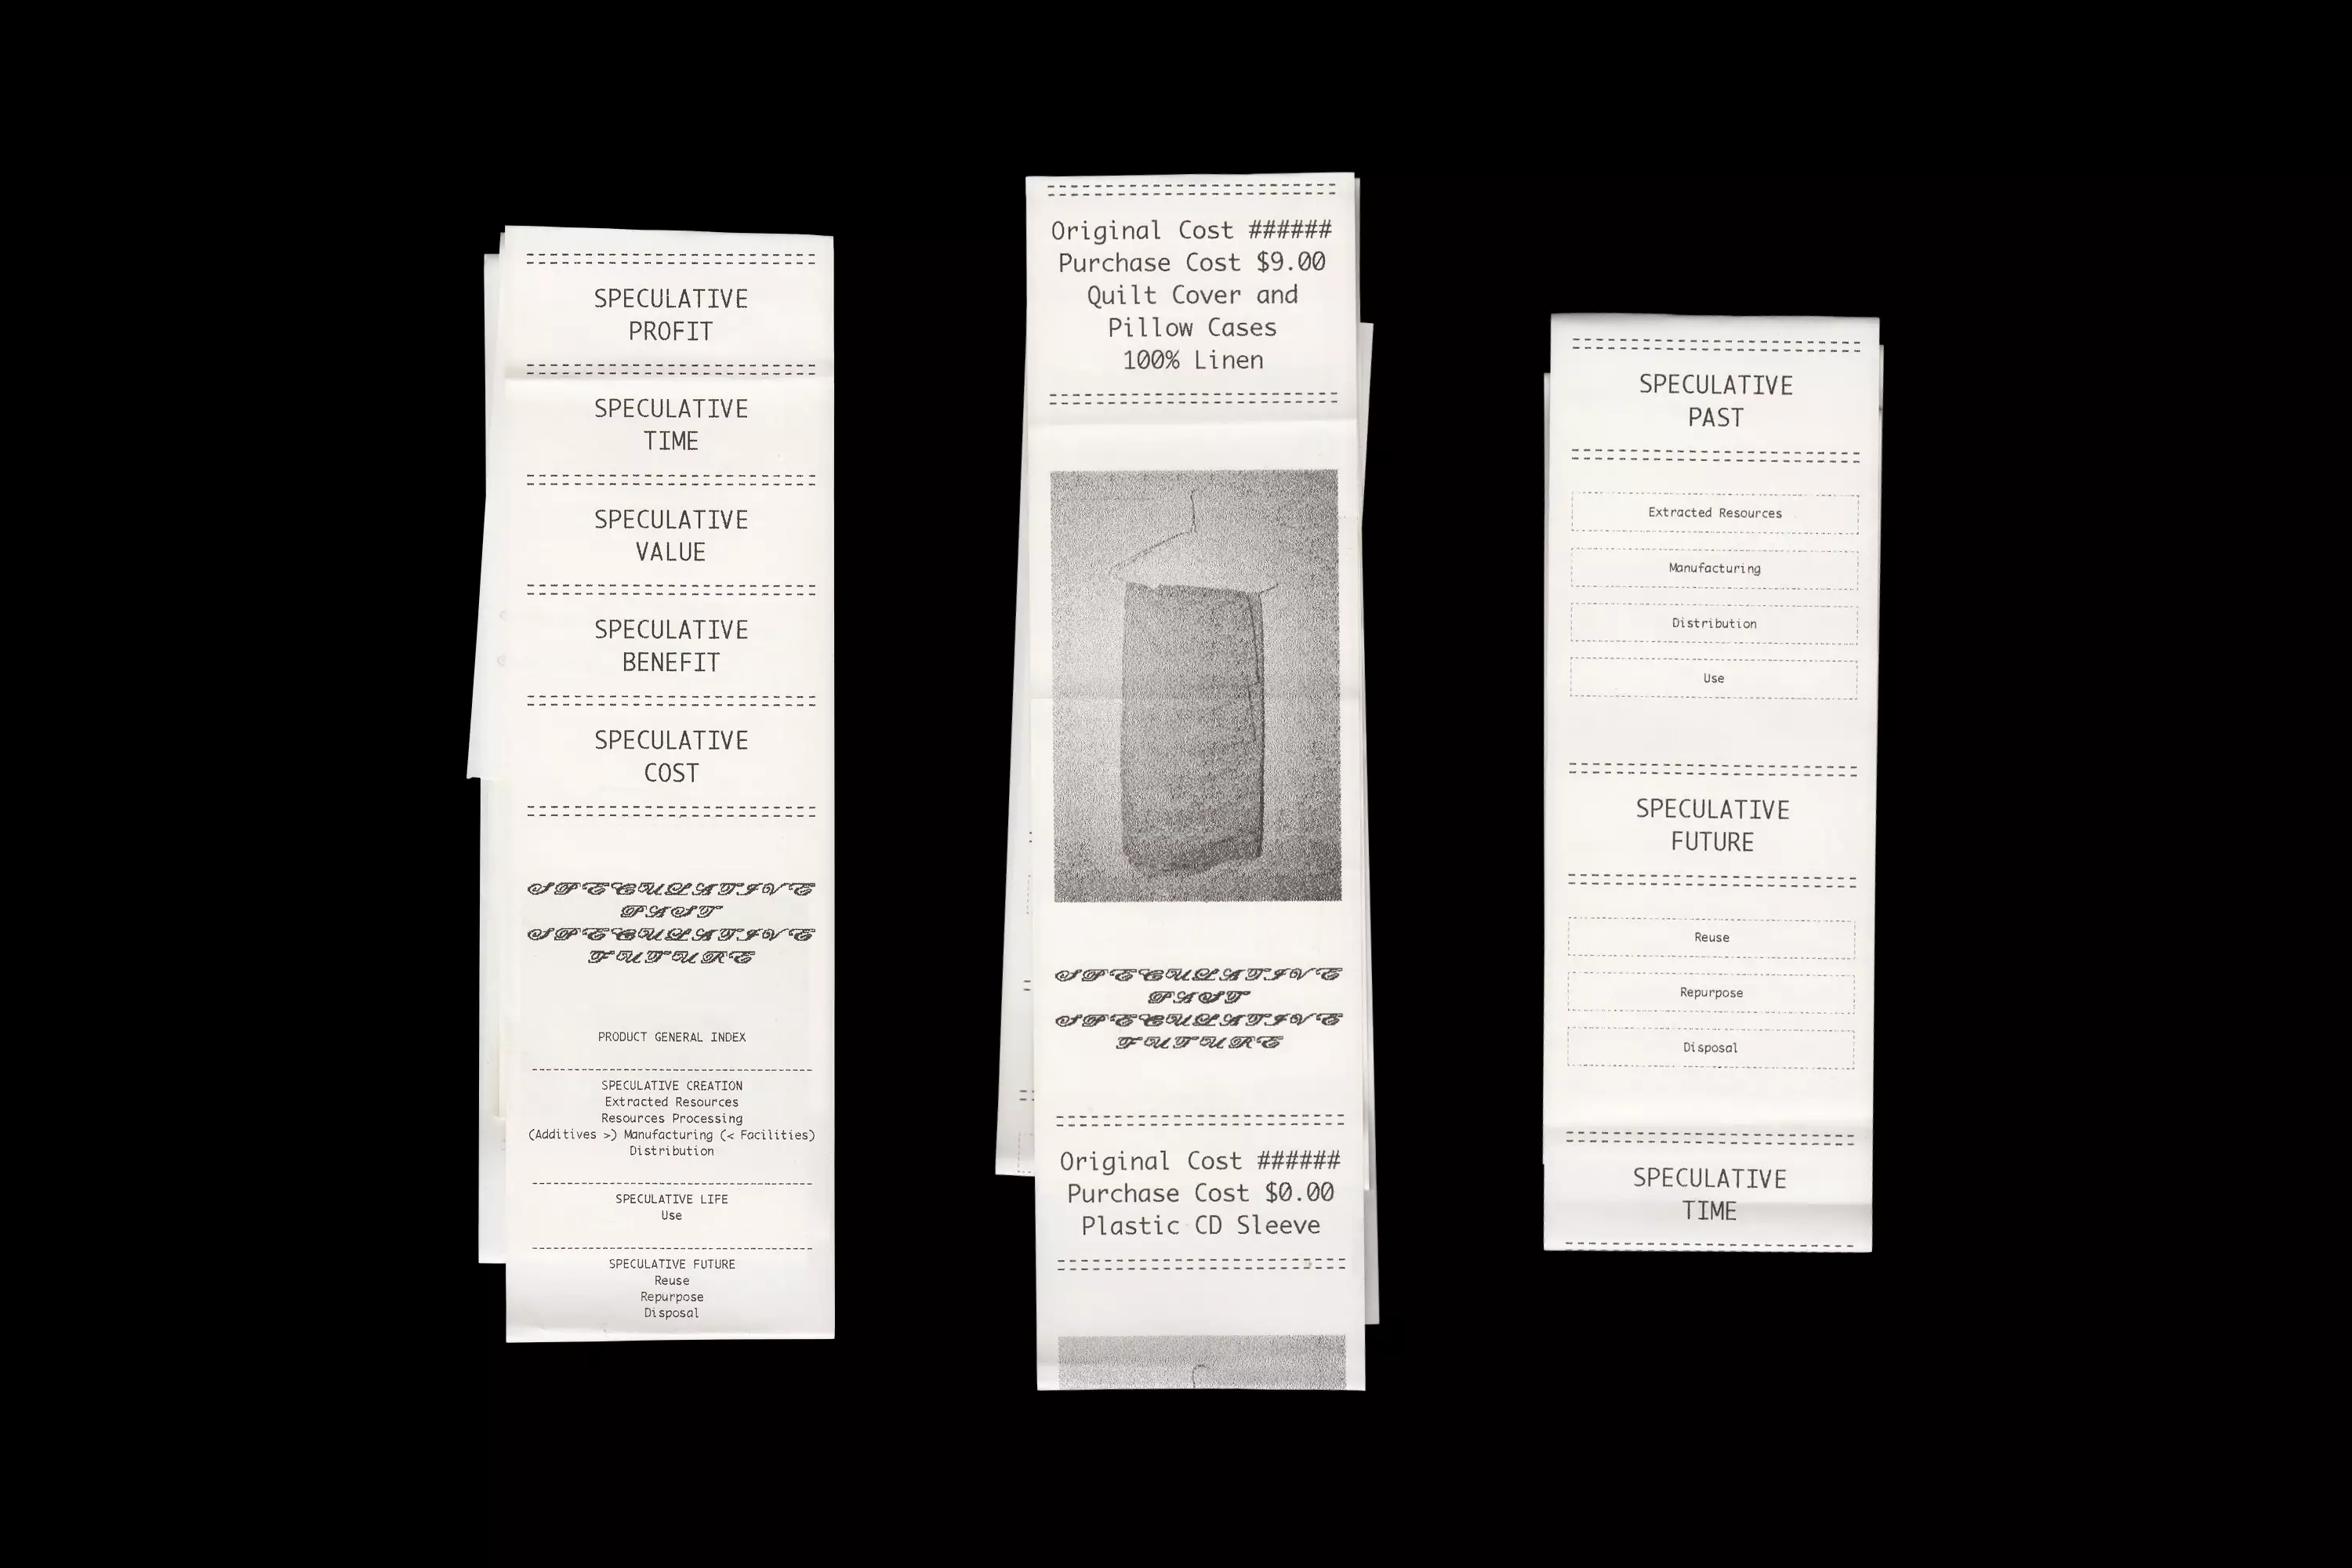 SPECULATIVE
PROFIT
SPECULATIVE
TIME
SPECULATIVE
VALUE
SPECULATIVE
BENEFIT
SPECULATIVE
COST
SPECULATIVE
PAST
SPECULATIVE
FUTURE
PRODUCT GENERAL INDEX
SPECULATIVE CREATION
Extracted Resources
Resources Processing
(Additives >) Manufacturing (< Facilities)
Distribution
SPECULATIVE LIFE
Use
SPECULATIVE FUTURE
Reuse
Repurpose
Disposal
Original Cost ######
Purchase Cost $9.00
Quilt Cover and
Pillow Cases
100% Linen
SPECULATIVE
PAST
SPECULATIVE
FUTURE
Original Cost ######
Purchase Cost $0.00
Plastic CD Sleeve
SPECULATIVE
PAST
Extracted Resources
Manufacturing
Distribution
Use
SPECULATIVE
FUTURE
Reuse
Repurpose
Disposal
SPECULATIVE
TIME